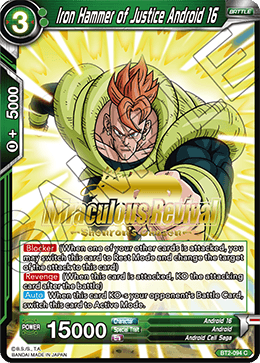 3
Iron Hammer of Justice Android 16
BATTLE
+ 5000
Miraculous Revival
Blocker (When one of your other cards is attacked, you
may switch this card to Rest Mode and change the target
of the attack to this card)
Revenge (When this card is attacked, KO the attacking
card after the battle)
Auto When this card KO-s your opponent's Battle Card,
switch this card to Active Mode.
POWER 15000
Character Android 16
Special Trait Android
Era Android Cell Saga
©B.S./S., T.A.
BANDAI MADE IN JAPAN
BT2-094 C